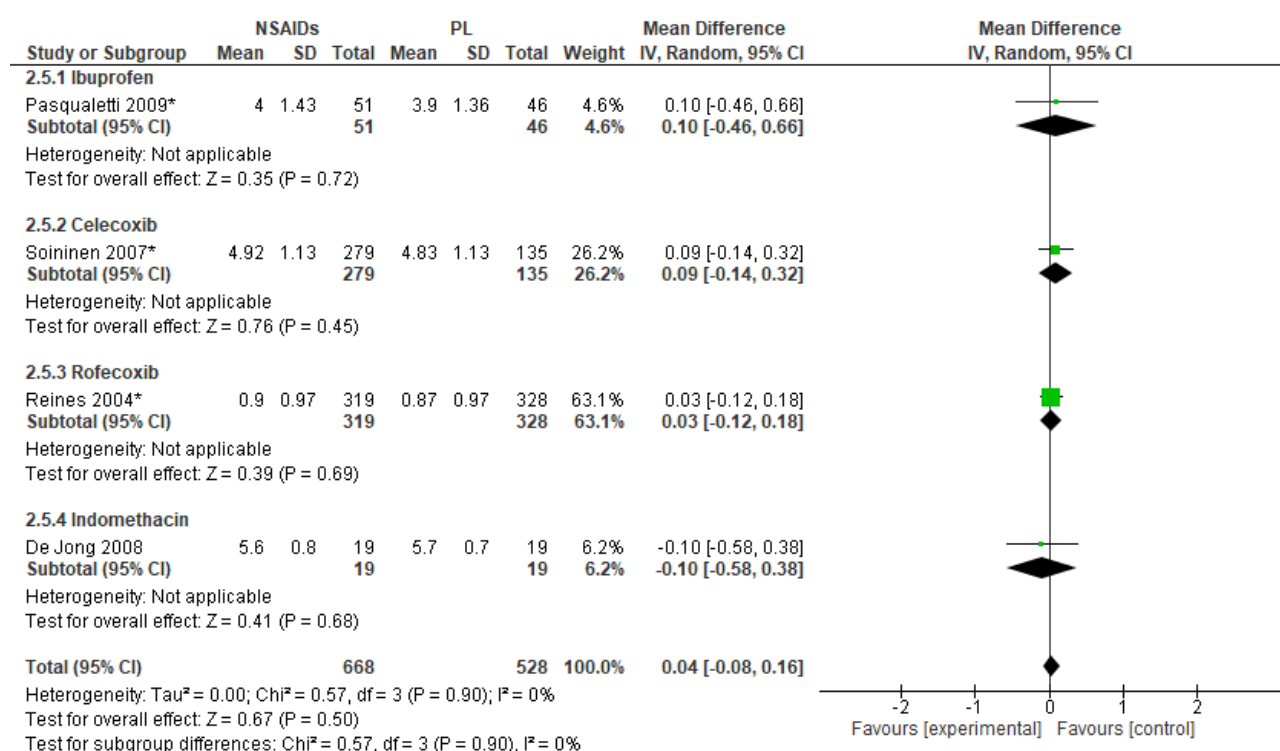 NSAIDs PL Mean Difference Mean Difference
Study or Subgroup Mean SD Total Mean SD Total Weight IV, Random, 95% CI IV, Random, 95% CI
2.5.1 Ibuprofen
Pasqualetti 2009* 4 1.43 51 3.9 1.36 46 4.6% 0.10 [-0.46, 0.66]
Subtotal (95% CI) 51 46 4.6% 0.10 [-0.46, 0.66]
Heterogeneity: Not applicable
Test for overall effect: Z = 0.35 (P = 0.72)
2.5.2 Celecoxib
Soininen 2007* 4.92 1.13 279 4.83 1.13 135 26.2% 0.09 [-0.14, 0.32]
Subtotal (95% CI) 279 135 26.2% 0.09 [-0.14, 0.32]
Heterogeneity: Not applicable
Test for overall effect: Z = 0.76 (P = 0.45)
2.5.3 Rofecoxib
Reines 2004* 0.9 0.97 319 0.87 0.97 328 63.1% 0.03 [-0.12, 0.18]
Subtotal (95% CI) 319 328 63.1% 0.03 [-0.12, 0.18]
Heterogeneity: Not applicable
Test for overall effect: Z = 0.39 (P = 0.69)
2.5.4 Indomethacin
De Jong 2008 5.6 0.8 19 5.7 0.7 19 6.2% -0.10 [-0.58, 0.38]
Subtotal (95% CI) 19 19 6.2% -0.10 [-0.58, 0.38]
Heterogeneity: Not applicable
Test for overall effect: Z = 0.41 (P = 0.68)
Total (95% CI) 668 528 100.0% 0.04 [-0.08, 0.16]
Heterogeneity: Tau² = 0.00; Chi² = 0.57, df = 3 (P = 0.90); I² = 0%
Test for overall effect: Z = 0.67 (P = 0.50)
Test for subgroup differences: Chi² = 0.57, df = 3 (P = 0.90), I² = 0%
-2 -1 0 1 2
Favours [experimental] Favours [control]